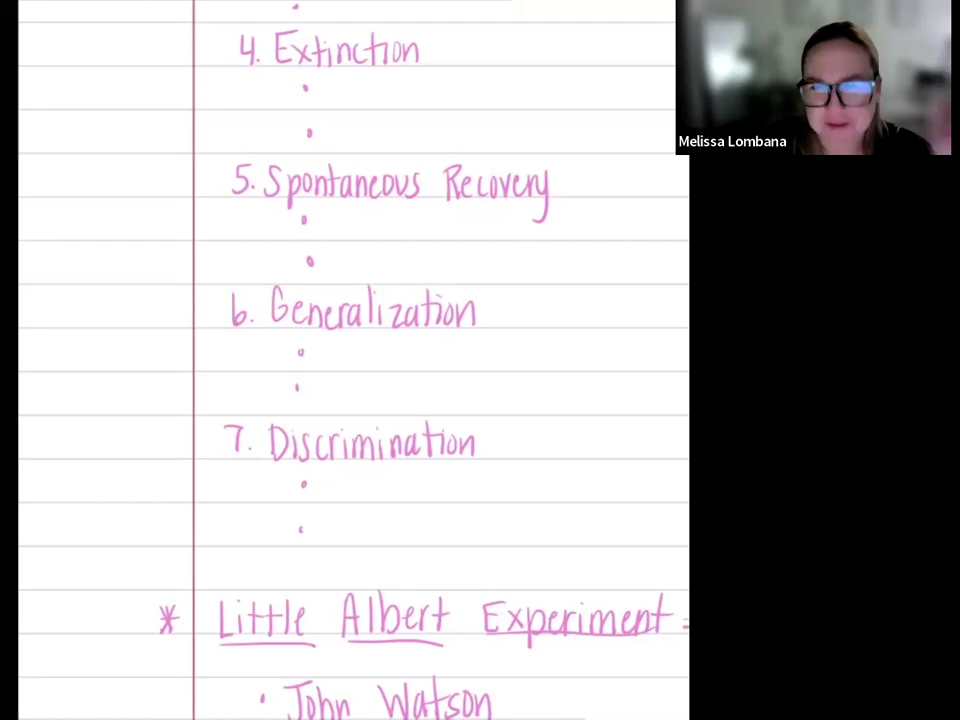 4. Extinction
Melissa Lombana
5. Spontaneous Recovery
6. Generalization
7. Discrimination
* Little Albert Experiment =
• John Watson